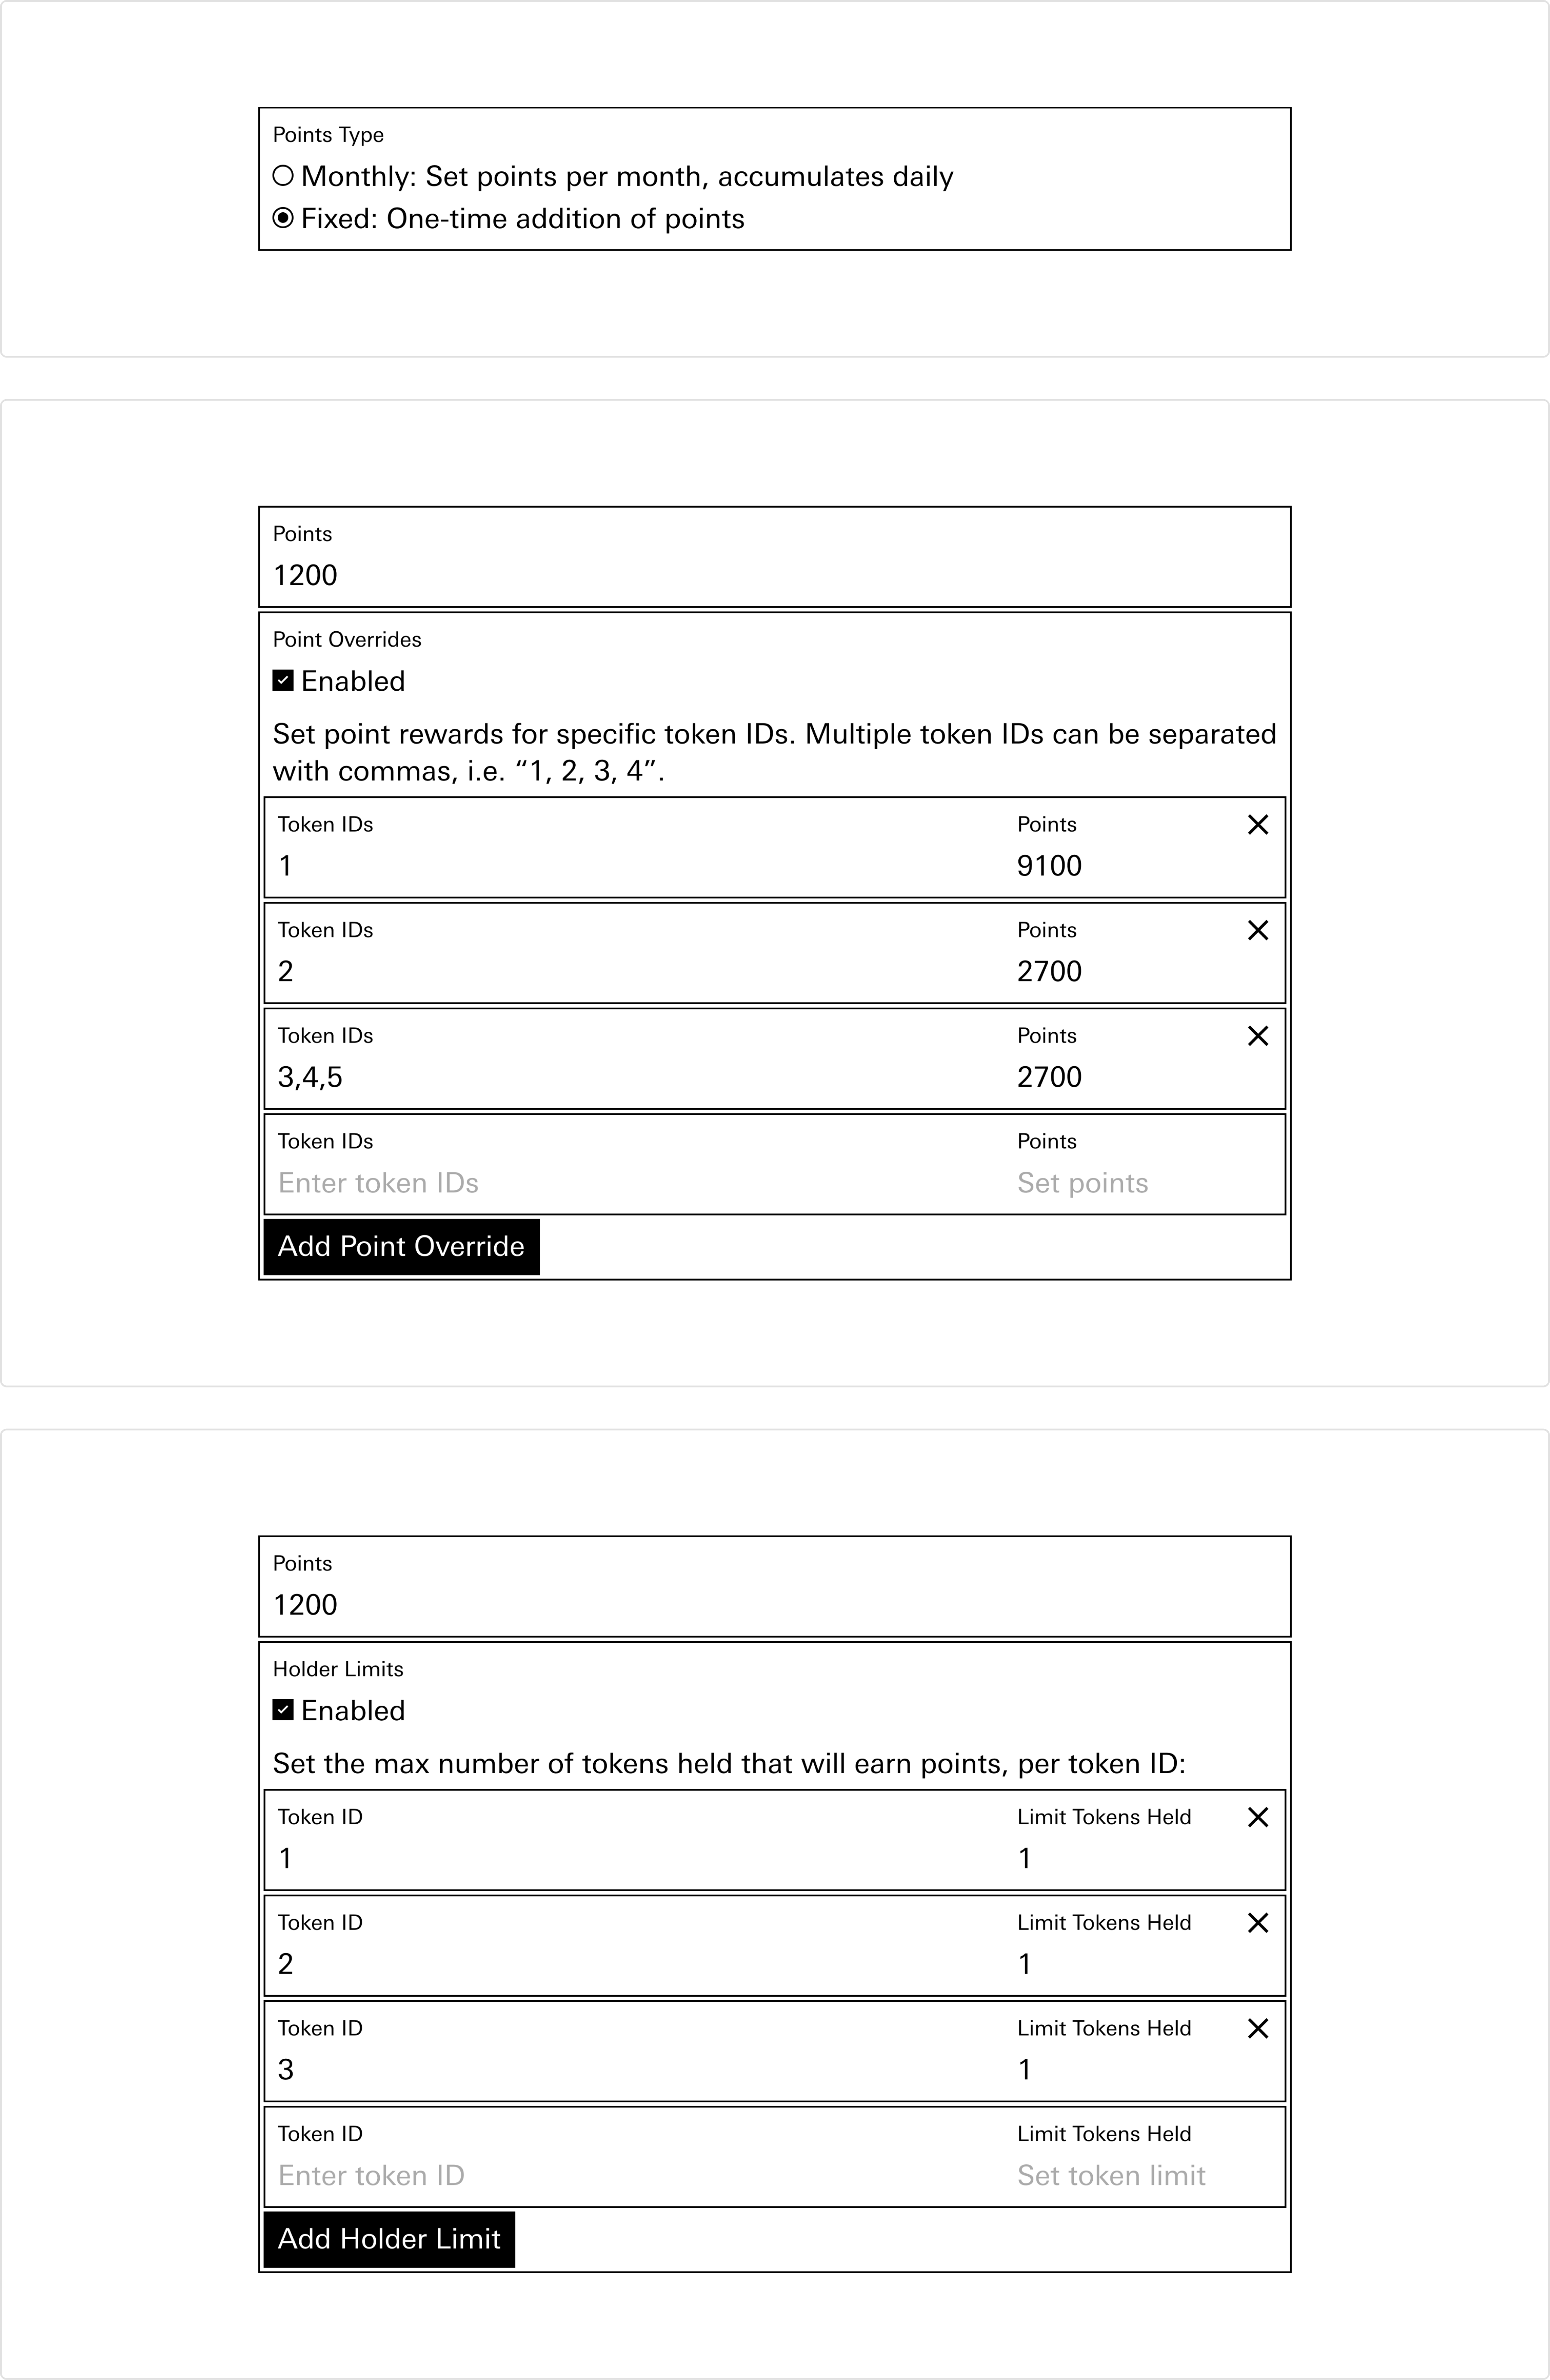 Points Type
Monthly: Set points per month, accumulates daily
Fixed: One-time addition of points
Points
1200
Point Overrides
Enabled
Set point rewards for specific token IDs. Multiple token IDs can be separated
with commas, i.e. “1, 2, 3, 4”.
Token IDs Points
1 9100
Token IDs Points
2 2700
Token IDs Points
3,4,5 2700
Token IDs Points
Enter token IDs Set points
Add Point Override
Points
1200
Holder Limits
Enabled
Set the max number of tokens held that will earn points, per token ID:
Token ID Limit Tokens Held
1 1
Token ID Limit Tokens Held
2 1
Token ID Limit Tokens Held
3 1
Token ID Limit Tokens Held
Enter token ID Set token limit
Add Holder Limit